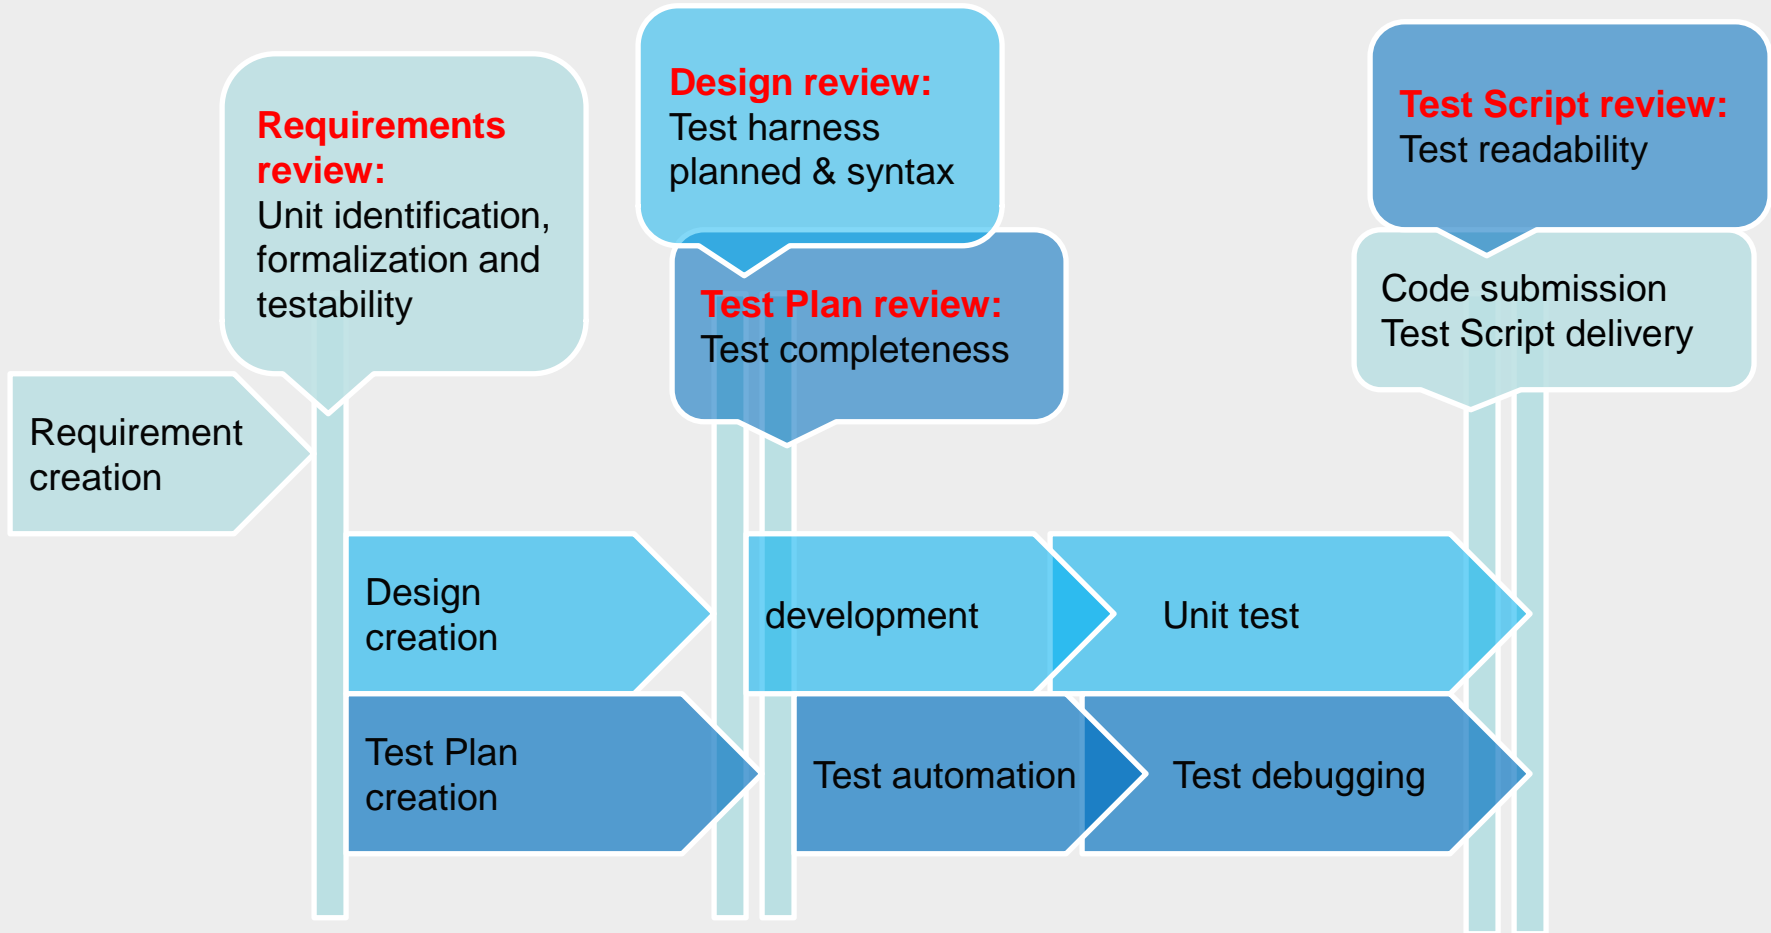 Requirements
review:
Unit identification,
formalization and
testability
Design review:
Test harness
planned & syntax
Test Plan review:
Test completeness
Test Script review:
Test readability
Code submission
Test Script delivery
Requirement
creation
Design
creation
development
Unit test
Test Plan
creation
Test automation
Test debugging